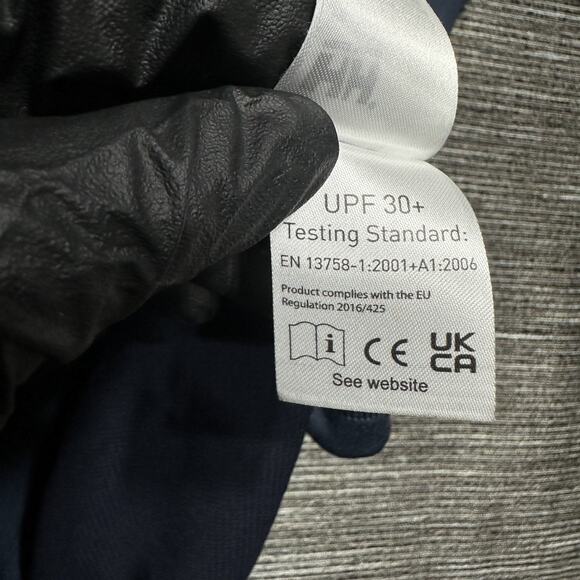 HH.
UPF 30+
Testing Standard:
EN 13758-1:2001+A1:2006
Product complies with the EU
Regulation 2016/425
i CE UK
CA
See website